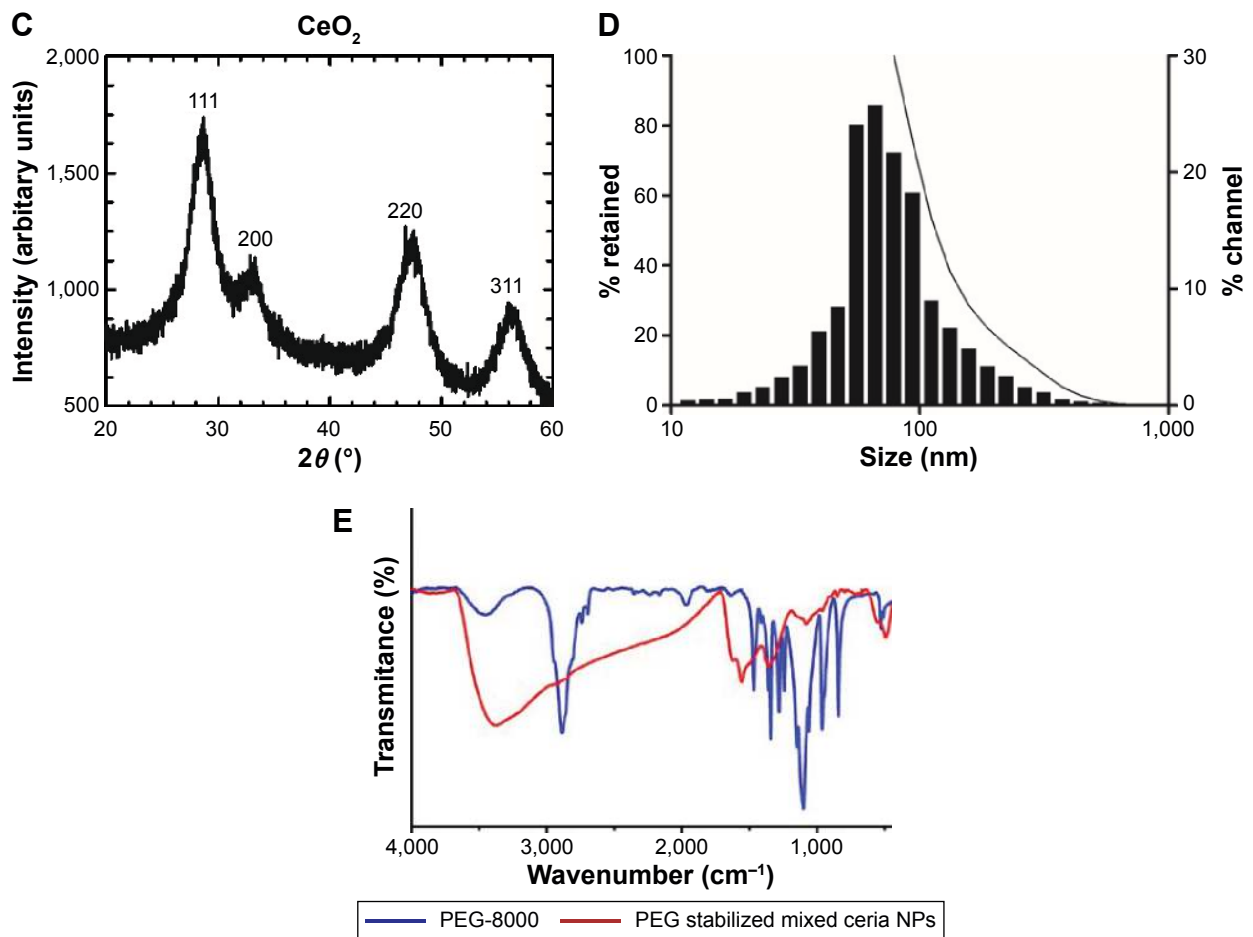 C
CeO2
Intensity (arbitary units)
2,000
1,500
1,000
500
111
200
220
311
20 30 40 50 60
2θ (°)
D
% retained
100
80
60
40
20
0
30
20
10
0
% channel
10 100 1,000
Size (nm)
E
Transmitance (%)
4,000 3,000 2,000 1,000
Wavenumber (cm−1)
PEG-8000 PEG stabilized mixed ceria NPs